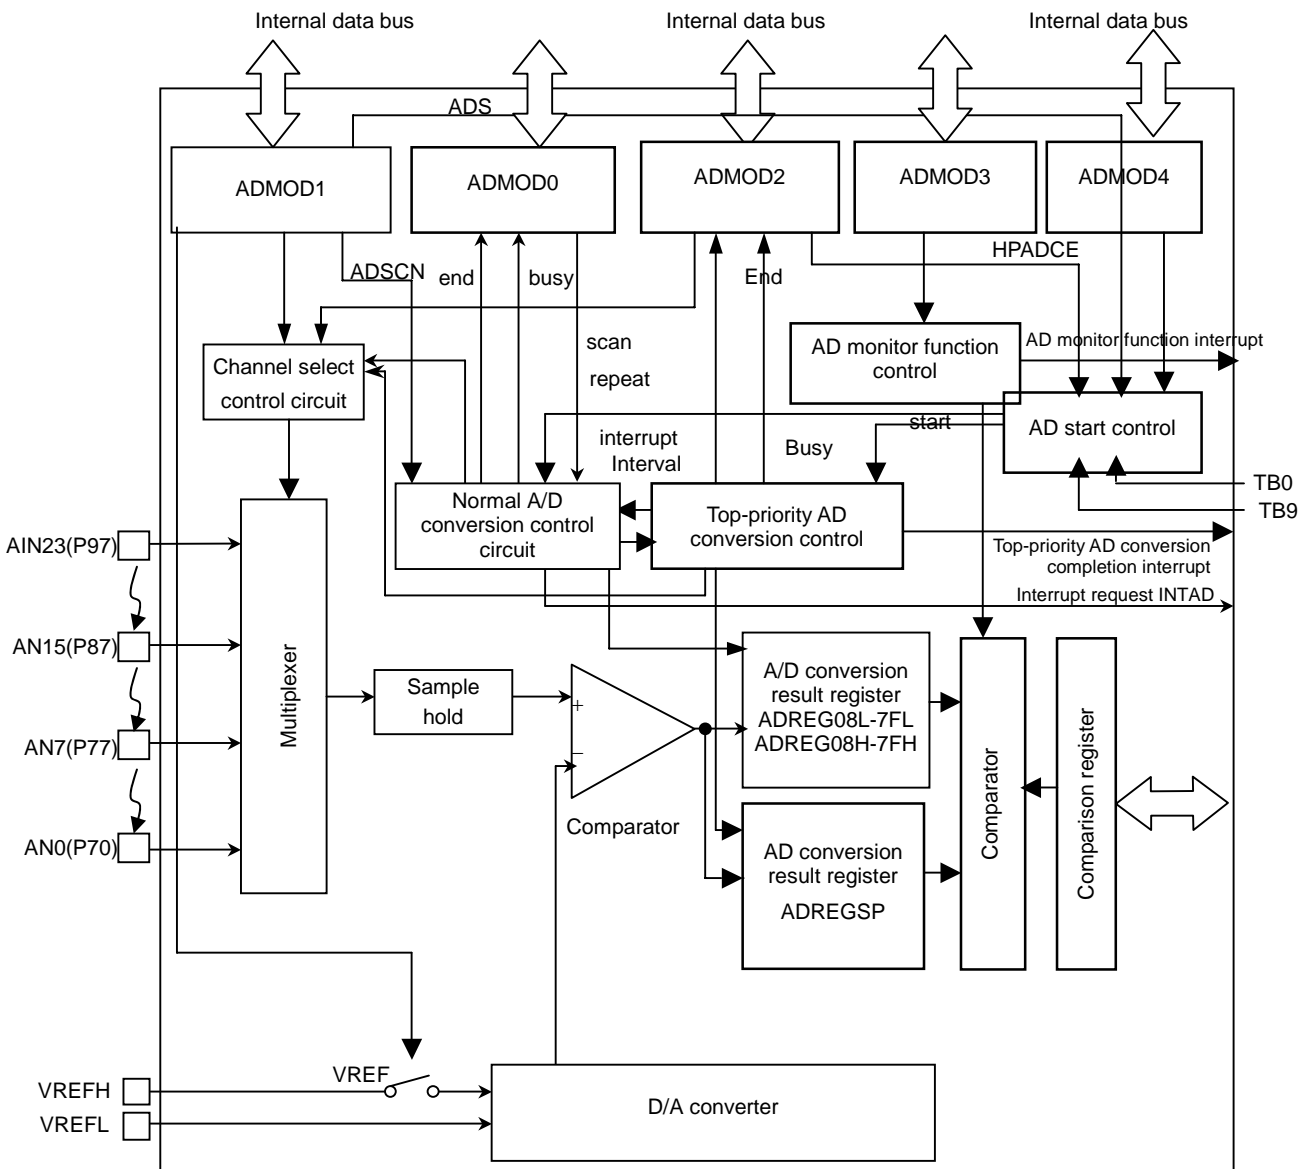 Internal data bus
Internal data bus
Internal data bus
ADS
ADMOD1
ADMOD0
ADMOD2
ADMOD3
ADMOD4
HPADCE
ADSCN
end
busy
End
scan
repeat
AD monitor function
control
AD monitor function interrupt
Channel select
control circuit
start
AD start control
interrupt
Interval
Busy
TB0
TB9
Normal A/D
conversion control
circuit
Top-priority AD
conversion control
Top-priority AD conversion
completion interrupt
Interrupt request INTAD
AIN23(P97)
AN15(P87)
AN7(P77)
AN0(P70)
Multiplexer
Sample
hold
+
−
Comparator
A/D conversion
result register
ADREG08L-7FL
ADREG08H-7FH
AD conversion
result register
ADREGSP
Comparator
Comparison register
VREFH
VREFL
VREF
D/A converter